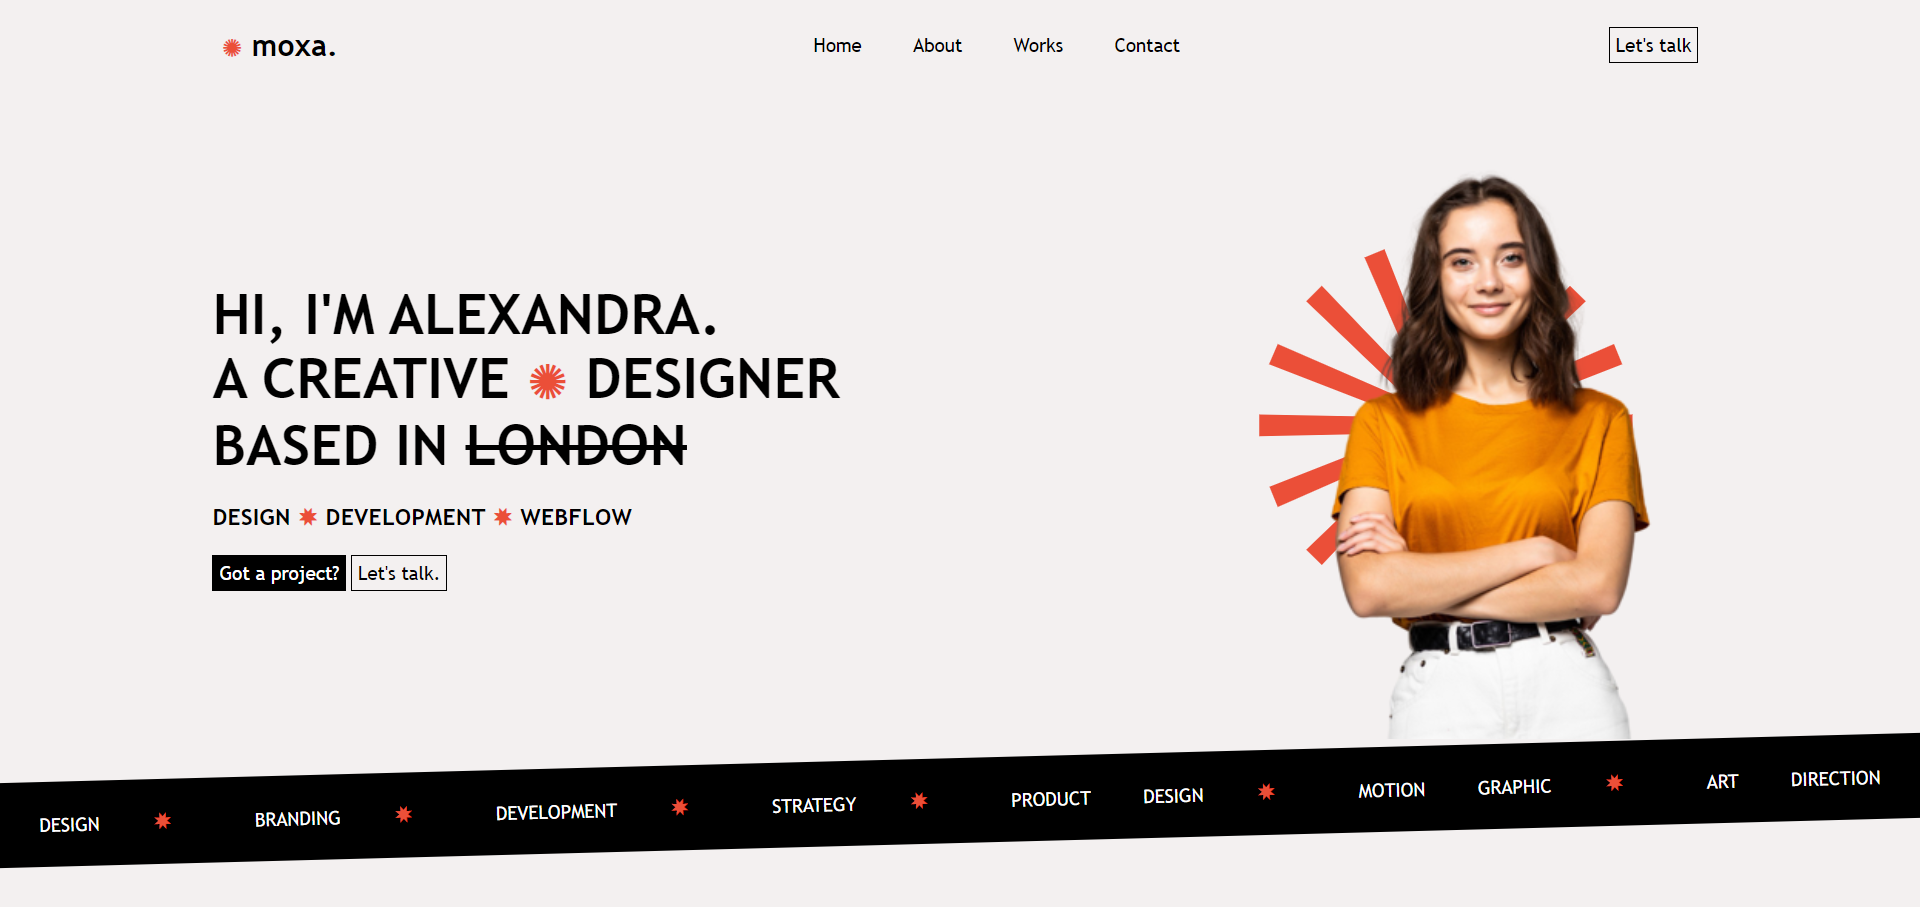 moxa.
Home About Works Contact
Let's talk
HI, I'M ALEXANDRA.
A CREATIVE DESIGNER
BASED IN LONDON
DESIGN DEVELOPMENT WEBFLOW
Got a project? Let's talk.
DESIGN BRANDING DEVELOPMENT STRATEGY PRODUCT DESIGN MOTION GRAPHIC ART DIRECTION